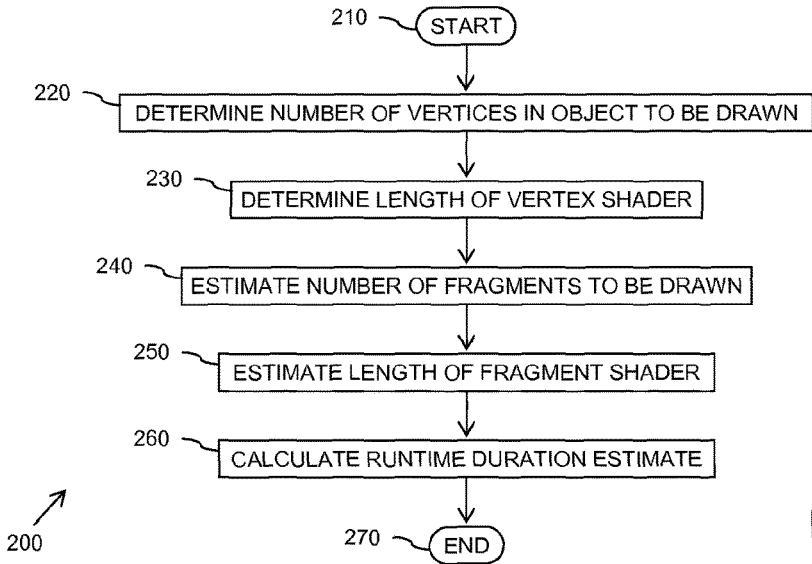 210 START
220 DETERMINE NUMBER OF VERTICES IN OBJECT TO BE DRAWN
230 DETERMINE LENGTH OF VERTEX SHADER
240 ESTIMATE NUMBER OF FRAGMENTS TO BE DRAWN
250 ESTIMATE LENGTH OF FRAGMENT SHADER
260 CALCULATE RUNTIME DURATION ESTIMATE
200
270 END